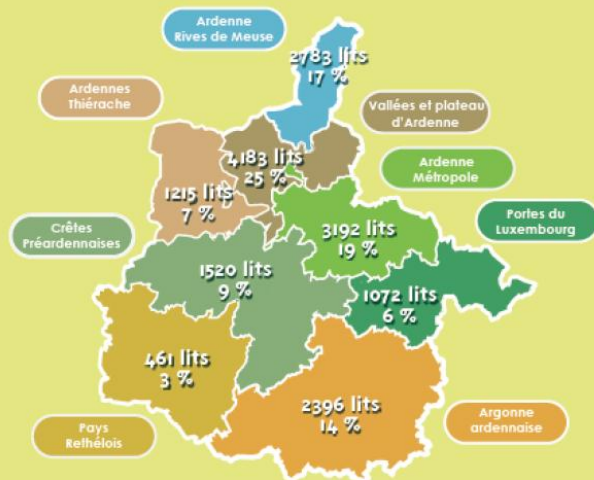 Ardenne
Rives de Meuse
2783 lits
17 %
Ardennes
Thiérache
Vallées et plateau
d'Ardenne
4183 lits
25 %
Ardenne
Métropole
1215 lits
7 %
Portes du
Luxembourg
Crêtes
Préardennaises
3192 lits
19 %
1520 lits
9 %
1072 lits
6 %
461 lits
3 %
2396 lits
14 %
Pays
Rethélois
Argonne
ardennaise